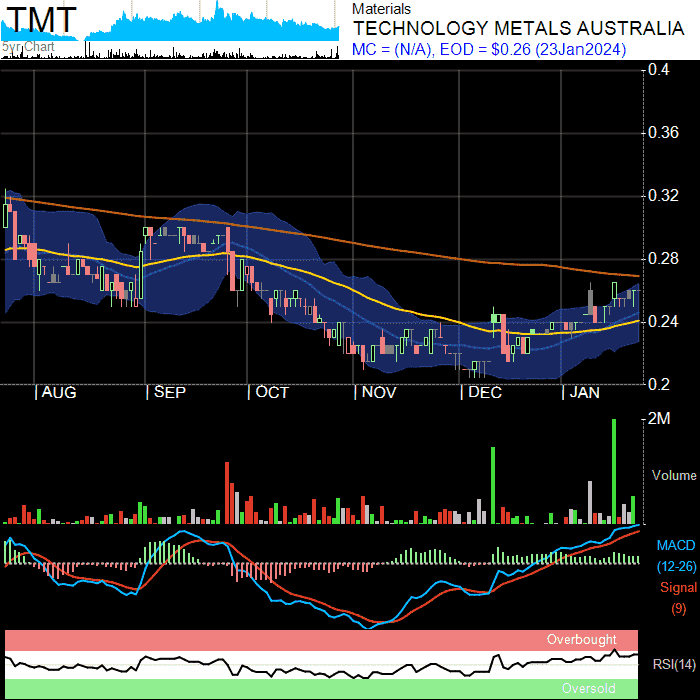 TMT
5yr Chart
Materials
TECHNOLOGY METALS AUSTRALIA
MC = (N/A), EOD = $0.26 (23Jan2024)
0.4
0.36
0.32
0.28
0.24
0.2
| AUG | SEP | OCT | NOV | DEC | JAN
2M
Volume
MACD
(12-26)
Signal
(9)
Overbought
RSI(14)
Oversold